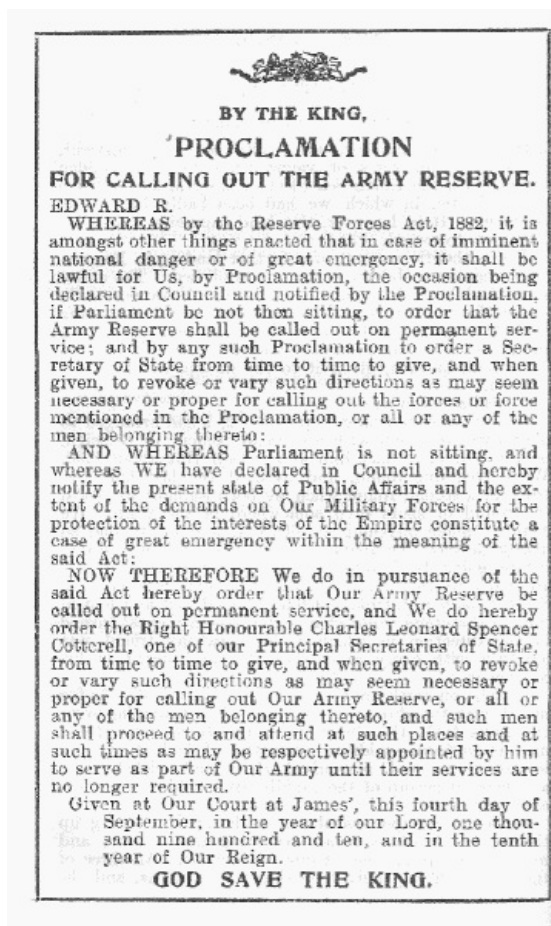 BY THE KING,
PROCLAMATION
FOR CALLING OUT THE ARMY RESERVE.
EDWARD R.
WHEREAS by the Reserve Forces Act, 1882, it is
amongst other things enacted that in case of imminent
national danger or of great emergency, it shall be
lawful for Us, by Proclamation, the occasion being
declared in Council and notified by the Proclamation,
if Parliament be not then sitting, to order that the
Army Reserve shall be called out on permanent ser-
vice; and by any such Proclamation to order a Sec-
retary of State from time to time to give, and when
given, to revoke or vary such directions as may seem
necessary or proper for calling out the forces or force
mentioned in the Proclamation, or all or any of the
men belonging thereto:
AND WHEREAS Parliament is not sitting, and
whereas WE have declared in Council and hereby
notify the present state of Public Affairs and the ex-
tent of the demands on Our Military Forces for the
protection of the interests of the Empire constitute a
case of great emergency within the meaning of the
said Act:
NOW THEREFORE We do in pursuance of the
said Act hereby order that Our Army Reserve be
called out on permanent service, and We do hereby
order the Right Honourable Charles Leonard Spencer
Cotterell, one of our Principal Secretaries of State,
from time to time to give, and when given, to revoke
or vary such directions as may seem necessary or
proper for calling out Our Army Reserve, or all or
any of the men belonging thereto, and such men
shall proceed to and attend at such places and at
such times as may be respectively appointed by him
to serve as part of Our Army until their services are
no longer required.
Given at Our Court at James', this fourth day of
September, in the year of our Lord, one thou-
sand nine hundred and ten, and in the tenth
year of Our Reign.
GOD SAVE THE KING.